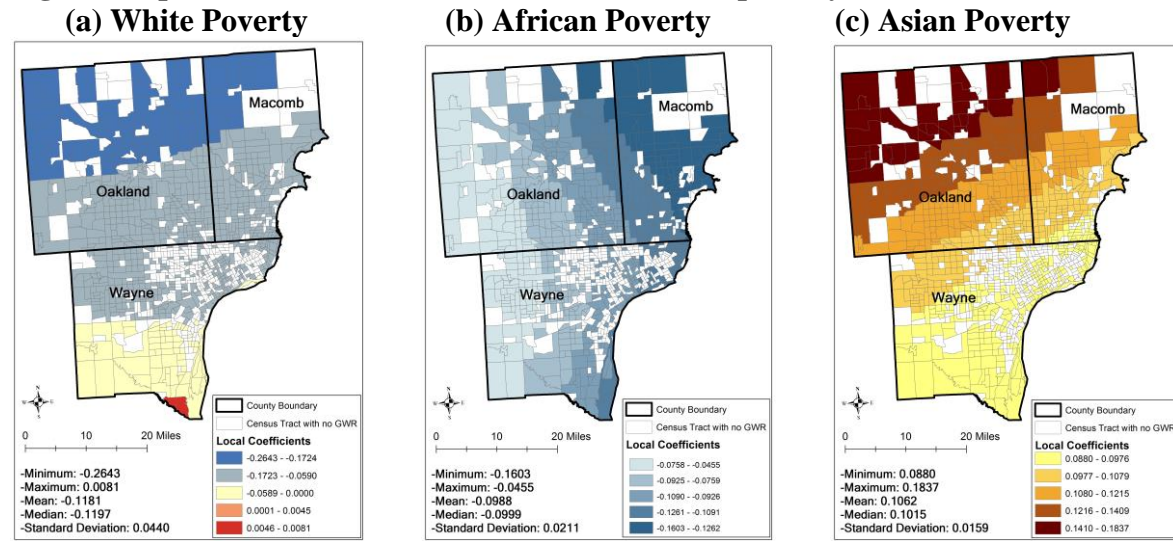 (a) White Poverty
(b) African Poverty
(c) Asian Poverty
Macomb
Oakland
Wayne
N
W
E
S
0 10 20 Miles
County Boundary
Census Tract with no GWR
Local Coefficients
-0.2643 - -0.1724
-0.1723 - -0.0590
-0.0589 - 0.0000
0.0001 - 0.0045
0.0046 - 0.0081
-Minimum: -0.2643
-Maximum: 0.0081
-Mean: -0.1181
-Median: -0.1197
-Standard Deviation: 0.0440
Macomb
Oakland
Wayne
N
W
E
S
0 10 20 Miles
County Boundary
Census Tract with no GWR
Local Coefficients
-0.0758 - -0.0455
-0.0925 - -0.0759
-0.1090 - -0.0926
-0.1261 - -0.1091
-0.1603 - -0.1262
-Minimum: -0.1603
-Maximum: -0.0455
-Mean: -0.0988
-Median: -0.0999
-Standard Deviation: 0.0211
Macomb
Oakland
Wayne
N
W
E
S
0 10 20 Miles
County Boundary
Census Tract with no GWR
Local Coefficients
0.0880 - 0.0976
0.0977 - 0.1079
0.1080 - 0.1215
0.1216 - 0.1409
0.1410 - 0.1837
-Minimum: 0.0880
-Maximum: 0.1837
-Mean: 0.1062
-Median: 0.1015
-Standard Deviation: 0.0159